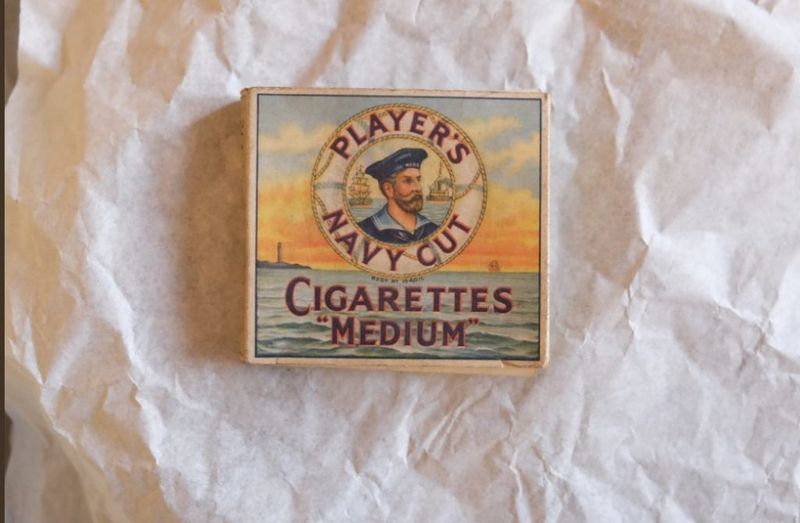 PLAYER'S
NAVY CUT
CIGARETTES
"MEDIUM"